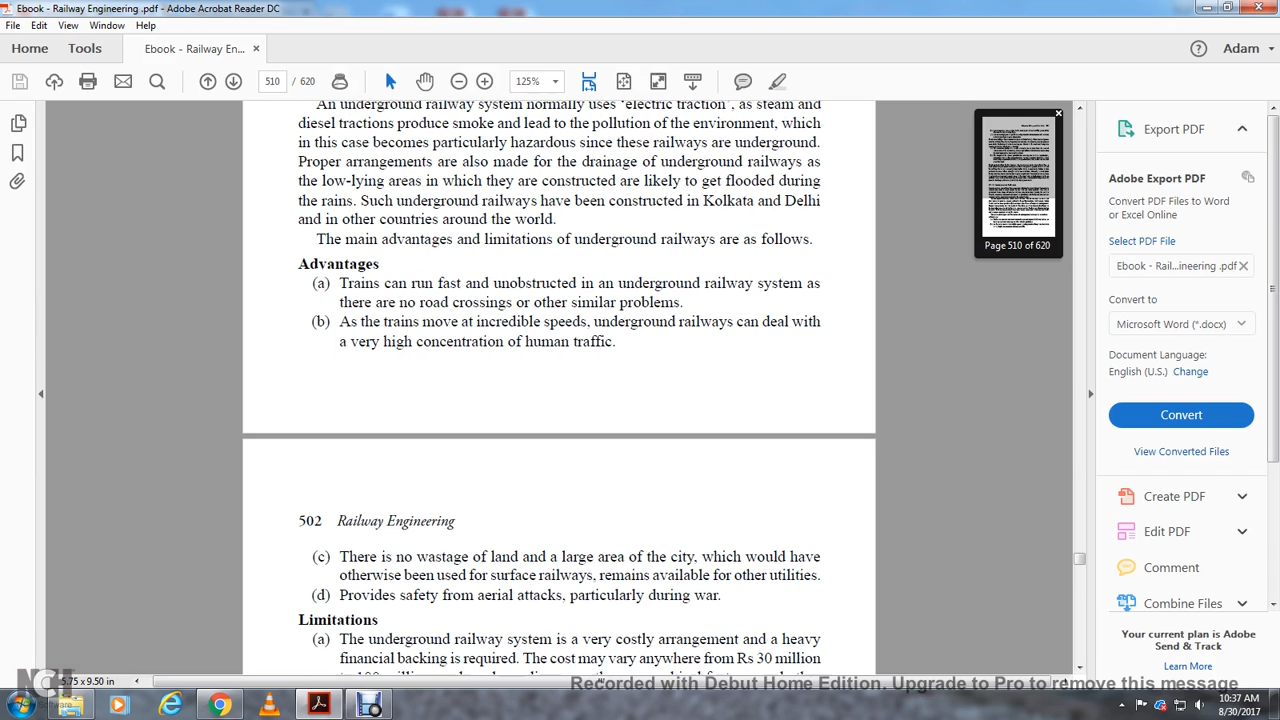 Ebook - Railway Engineering .pdf - Adobe Acrobat Reader DC
File Edit View Window Help
Home Tools Ebook - Railway En... × Adam
510 / 620 125%
An underground railway system normally uses ‘electric traction’, as steam and
diesel tractions produce smoke and lead to the pollution of the environment, which
in this case becomes particularly hazardous since these railways are underground.
Proper arrangements are also made for the drainage of underground railways as
the low-lying areas in which they are constructed are likely to get flooded during
the rains. Such underground railways have been constructed in Kolkata and Delhi
and in other countries around the world.
The main advantages and limitations of underground railways are as follows.
Advantages
(a) Trains can run fast and unobstructed in an underground railway system as
there are no road crossings or other similar problems.
(b) As the trains move at incredible speeds, underground railways can deal with
a very high concentration of human traffic.
502 Railway Engineering
(c) There is no wastage of land and a large area of the city, which would have
otherwise been used for surface railways, remains available for other utilities.
(d) Provides safety from aerial attacks, particularly during war.
Limitations
(a) The underground railway system is a very costly arrangement and a heavy
financial backing is required. The cost may vary anywhere from Rs 30 million
Page 510 of 620
Export PDF
Adobe Export PDF
Convert PDF Files to Word
or Excel Online
Select PDF File
Ebook - Rail...ineering .pdf
Convert to
Microsoft Word (*.docx)
Document Language:
English (U.S.) Change
Convert
View Converted Files
Create PDF
Edit PDF
Comment
Combine Files
Your current plan is Adobe
Send & Track
Learn More
5.75 x 9.50 in
Recorded with Debut Home Edition. Upgrade to Pro to remove this message
NCH
Software
10:37 AM
8/30/2017